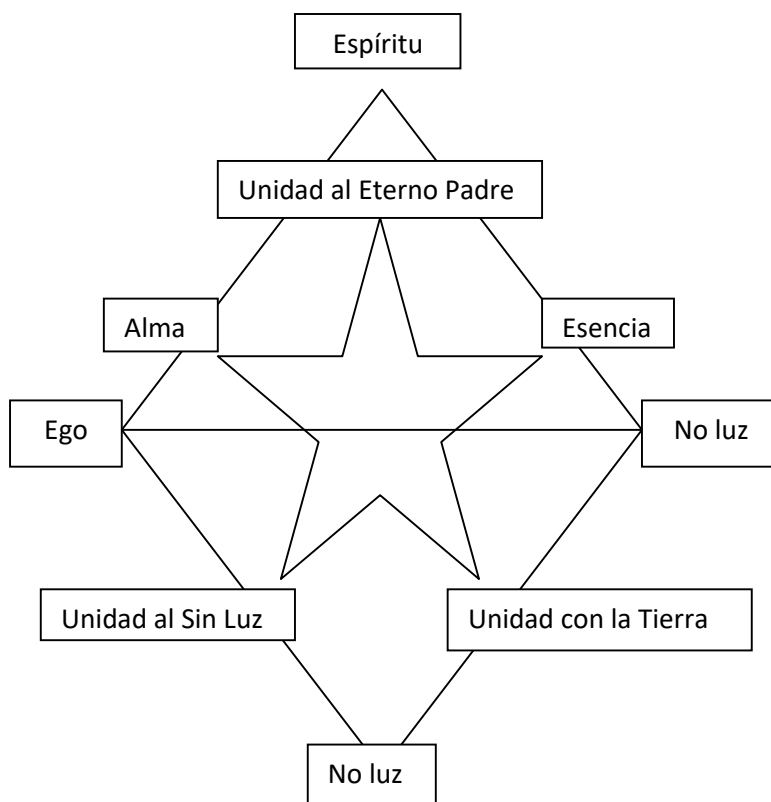 Espíritu
Unidad al Eterno Padre
Alma
Esencia
Ego
No luz
Unidad al Sin Luz
Unidad con la Tierra
No luz